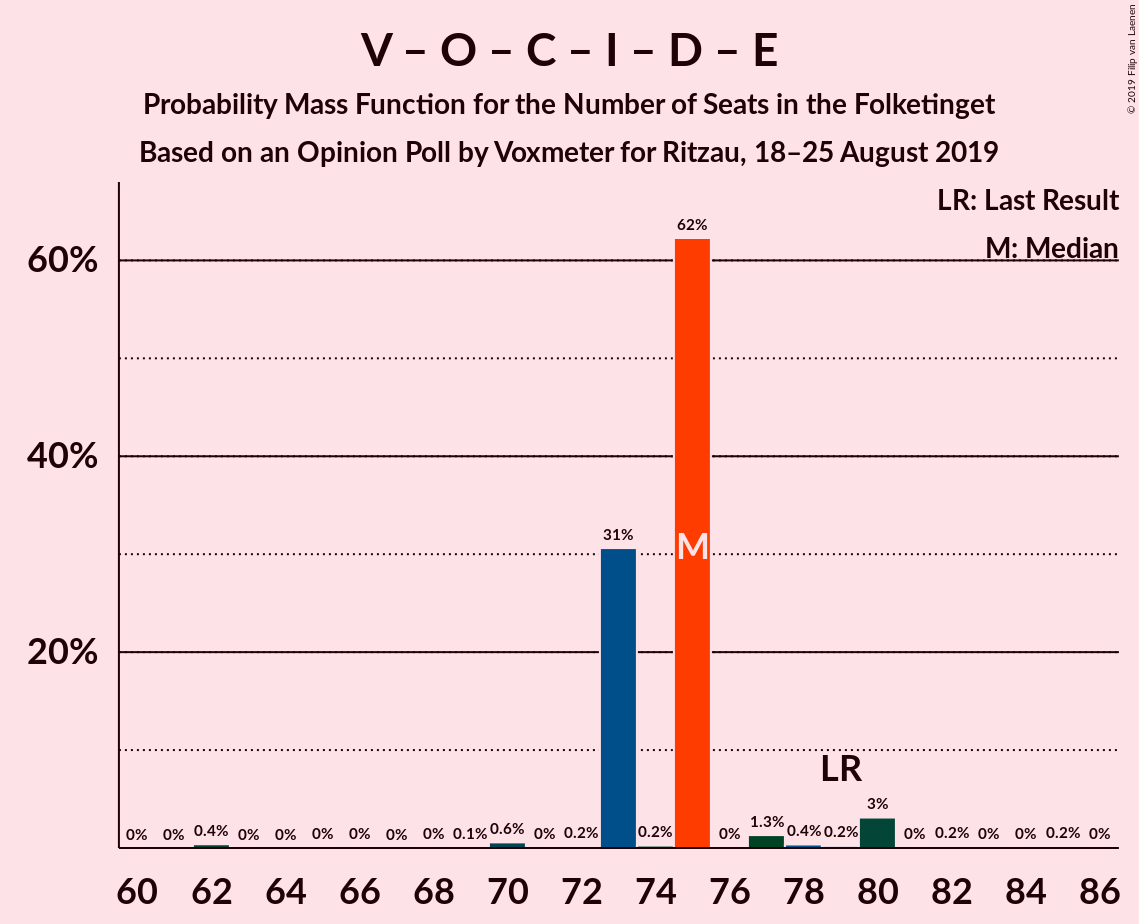 V – O – C – I – D – E
Probability Mass Function for the Number of Seats in the Folketinget
Based on an Opinion Poll by Voxmeter for Ritzau, 18–25 August 2019
© 2019 Filip van Laenen
LR: Last Result
M: Median
60%
40%
20%
0% 0% 0.4% 0% 0% 0% 0% 0% 0% 0.1% 0.6% 0% 0.2% 31% 0.2% 62% 0% 1.3% 0.4% 0.2% 3% 0% 0.2% 0% 0% 0.2% 0%
M
LR
60 62 64 66 68 70 72 74 76 78 80 82 84 86